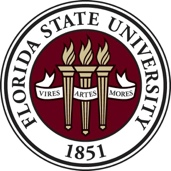 FLORIDA STATE UNIVERSITY
VIRES ARTES MORES
1851